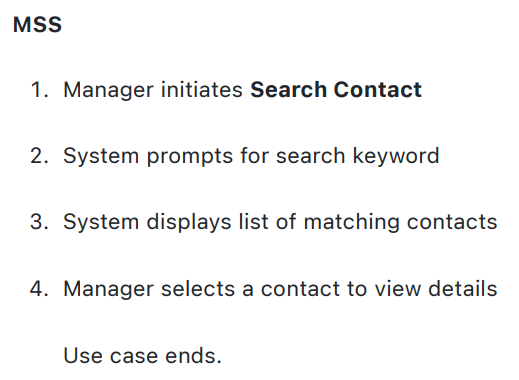 MSS
1. Manager initiates Search Contact
2. System prompts for search keyword
3. System displays list of matching contacts
4. Manager selects a contact to view details
Use case ends.